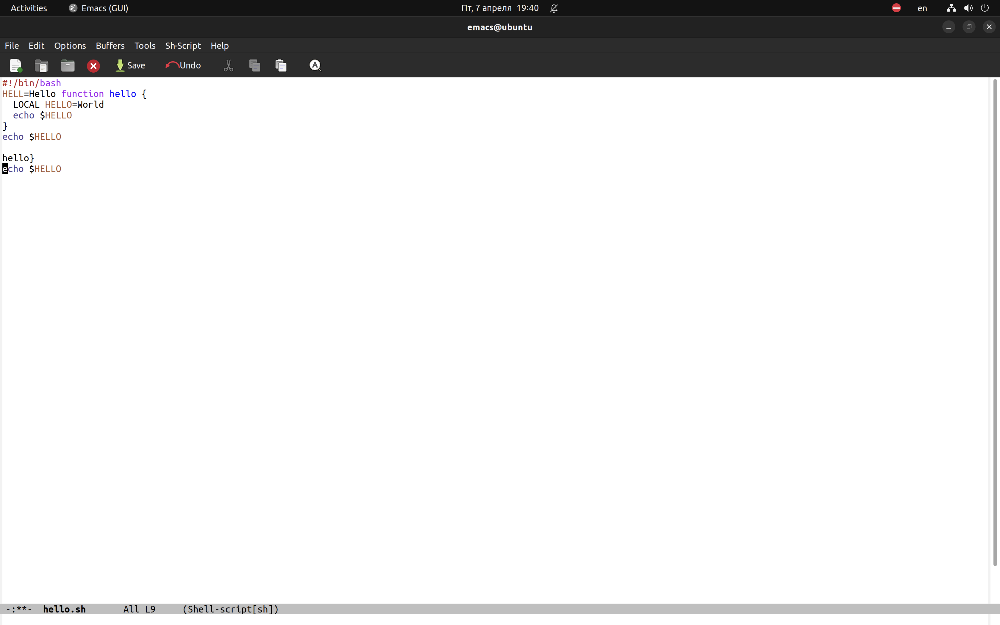 Activities Emacs (GUI) Пт, 7 апреля 19:40 en
emacs@ubuntu
File Edit Options Buffers Tools Sh-Script Help
Save Undo
#!/bin/bash
HELL=Hello function hello {
  LOCAL HELLO=World
  echo $HELLO
}
echo $HELLO
hello}
echo $HELLO
-:**- hello.sh All L9 (Shell-script[sh])